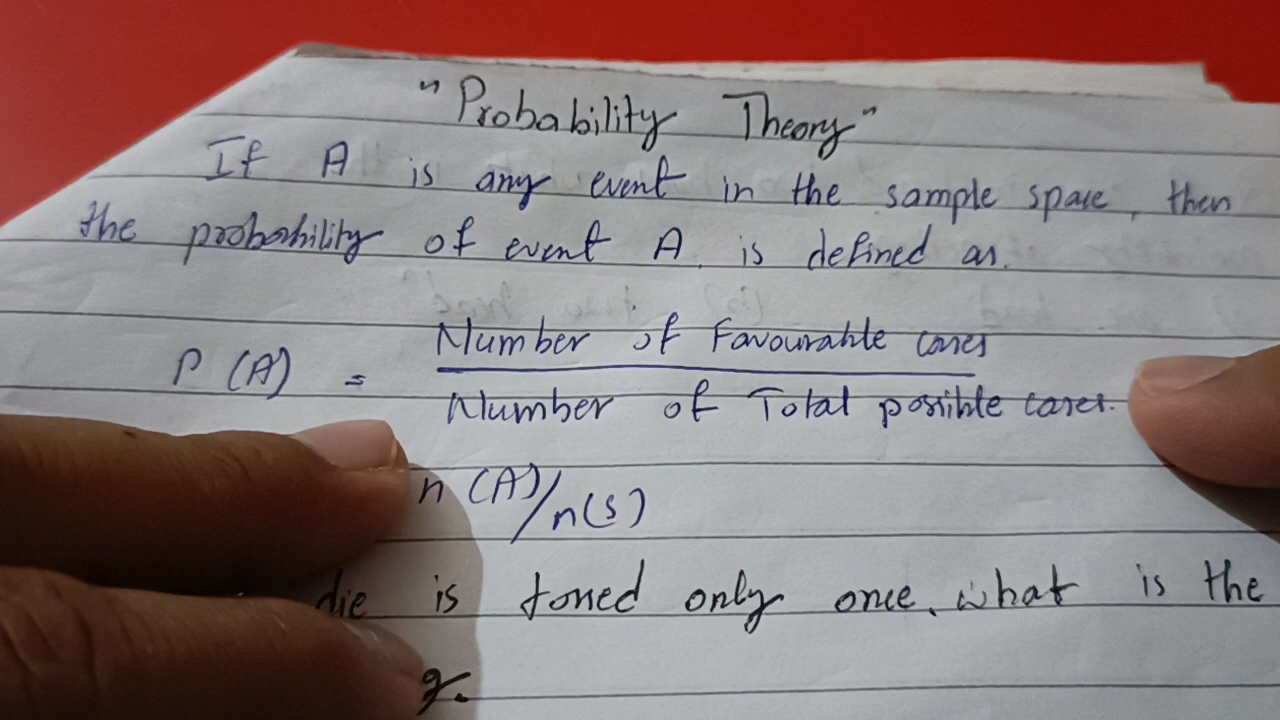 "Probability Theory"
If A is any event in the sample space, then
the probability of event A. is defined as.
P (A) = Number of Favourable cases
Number of Total possible cases.
n (A)/n(s)
die is tossed only once. what is the